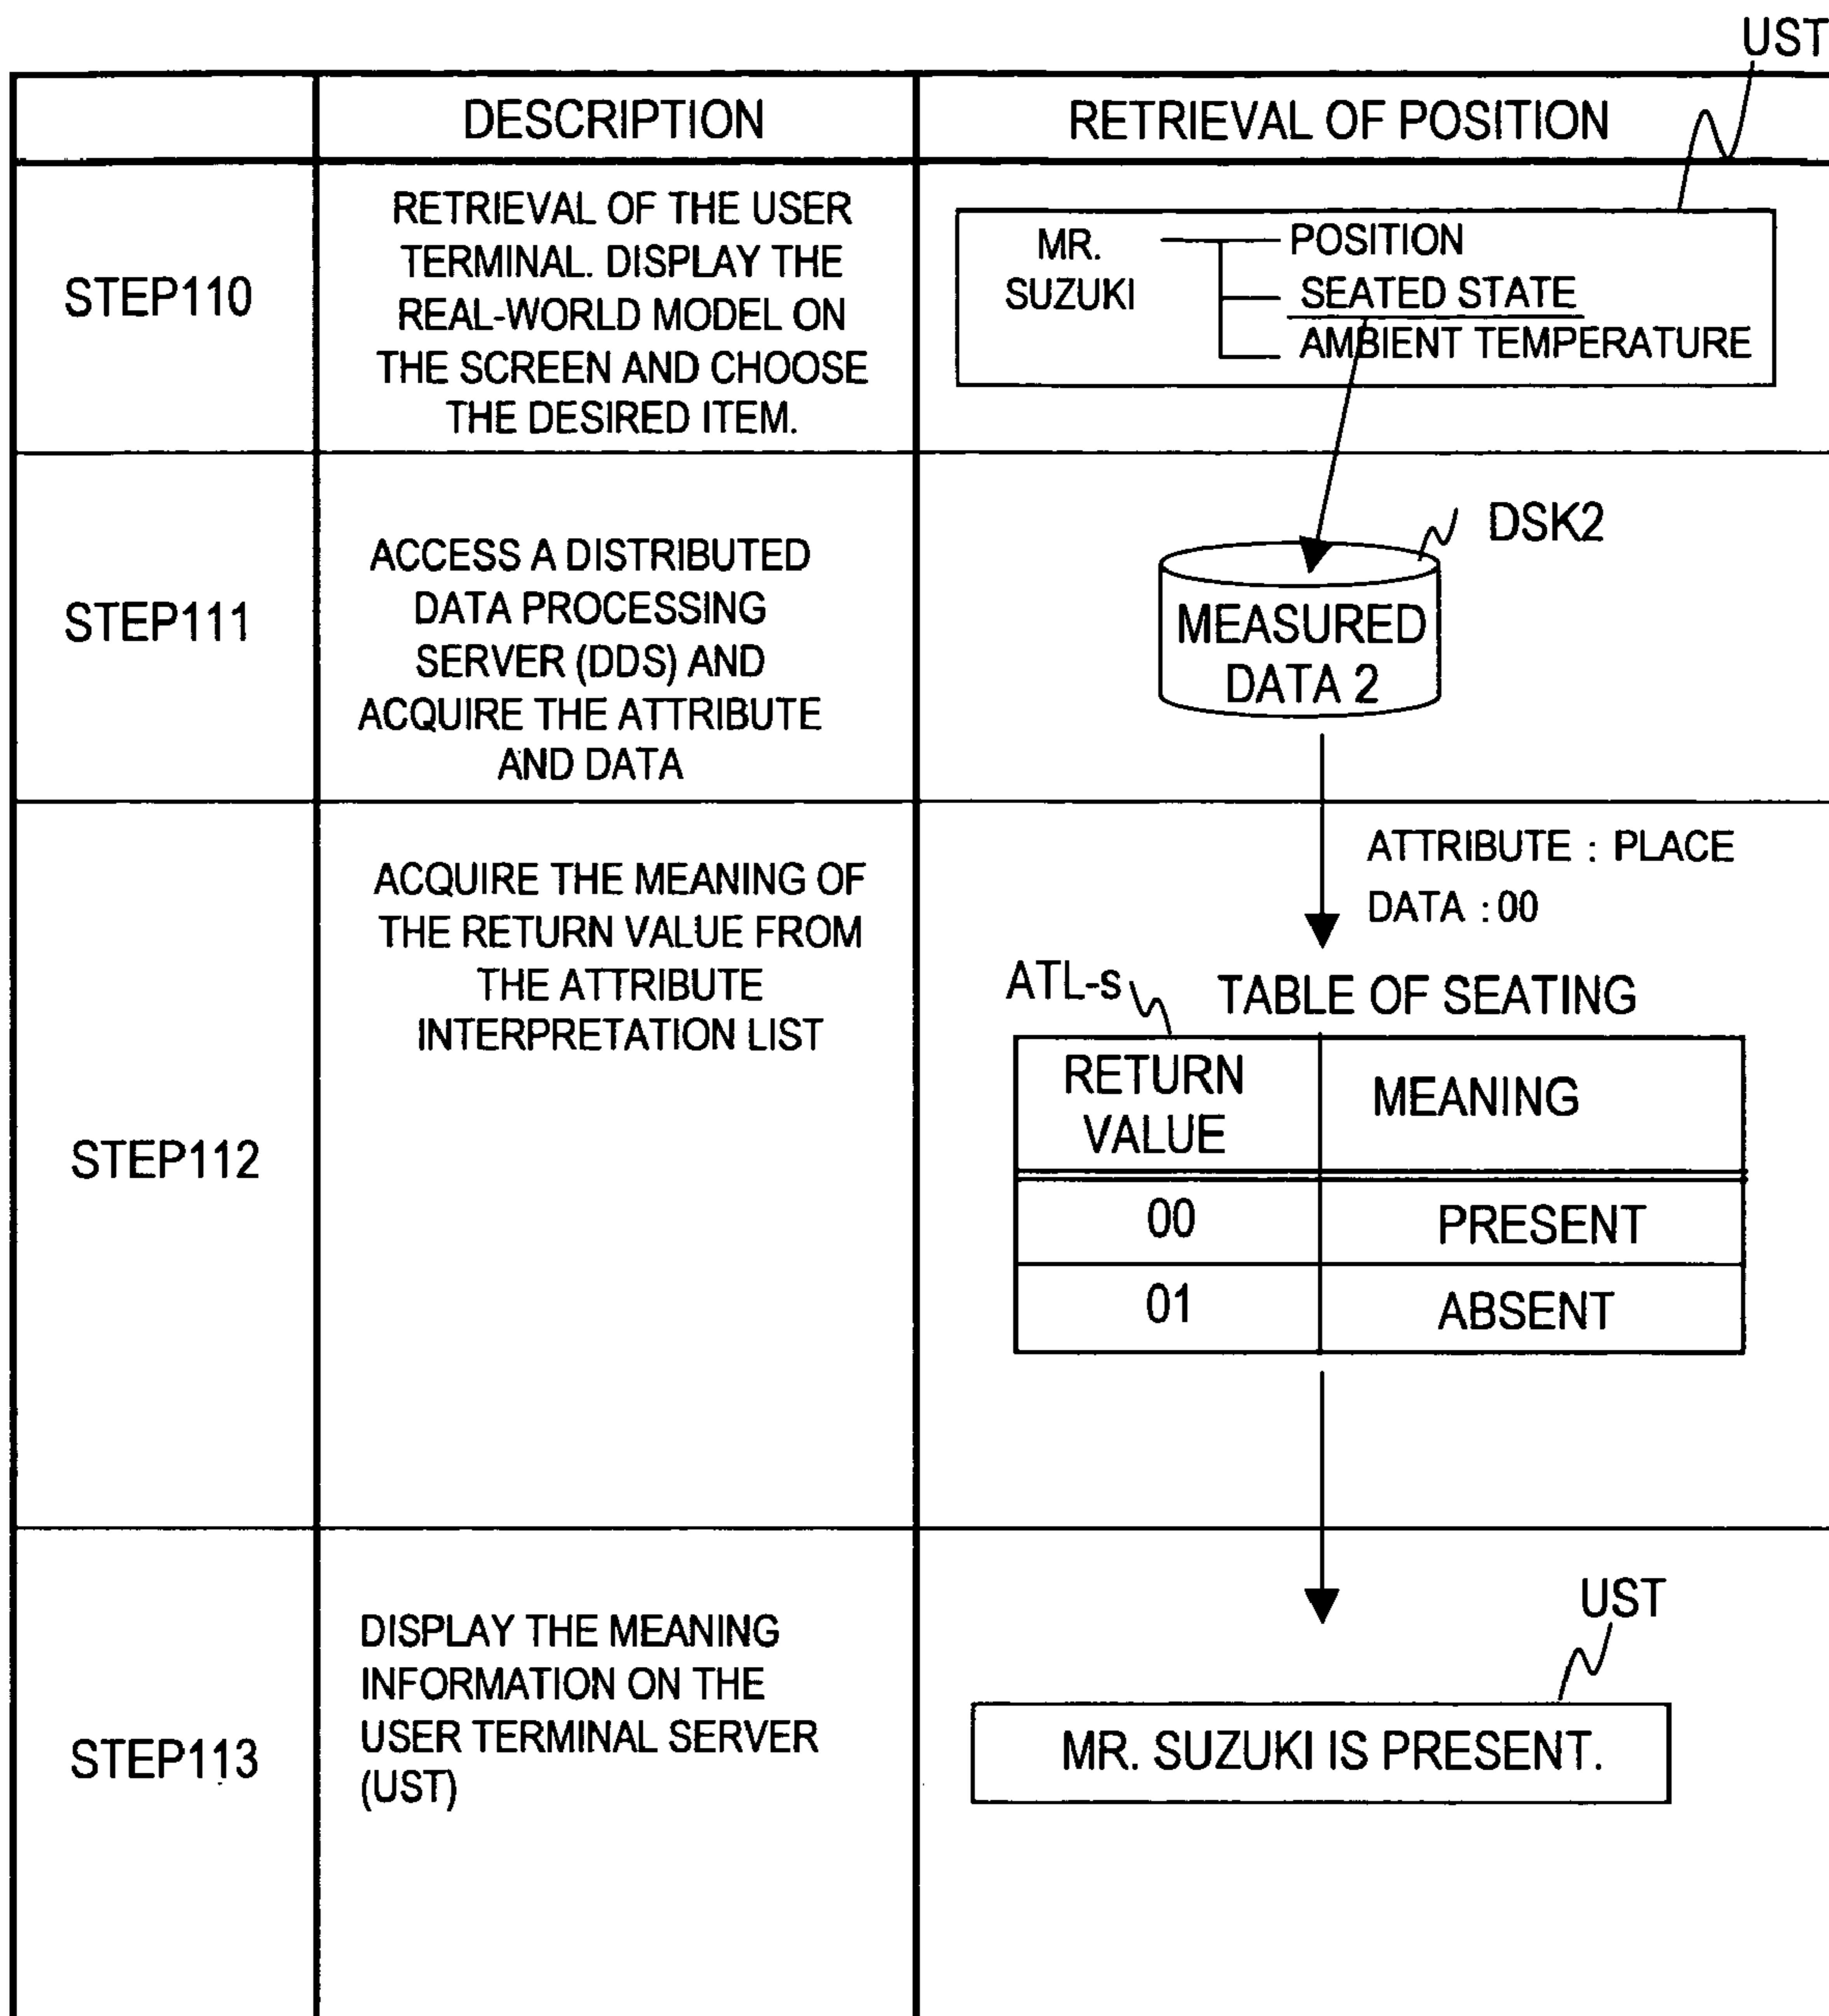 UST
DESCRIPTION
RETRIEVAL OF POSITION
STEP110
RETRIEVAL OF THE USER
TERMINAL. DISPLAY THE
REAL-WORLD MODEL ON
THE SCREEN AND CHOOSE
THE DESIRED ITEM.
MR.
SUZUKI
POSITION
SEATED STATE
AMBIENT TEMPERATURE
STEP111
ACCESS A DISTRIBUTED
DATA PROCESSING
SERVER (DDS) AND
ACQUIRE THE ATTRIBUTE
AND DATA
DSK2
MEASURED
DATA 2
STEP112
ACQUIRE THE MEANING OF
THE RETURN VALUE FROM
THE ATTRIBUTE
INTERPRETATION LIST
ATTRIBUTE : PLACE
DATA : 00
ATL-s
TABLE OF SEATING
RETURN
VALUE
MEANING
00
PRESENT
01
ABSENT
STEP113
DISPLAY THE MEANING
INFORMATION ON THE
USER TERMINAL SERVER
(UST)
UST
MR. SUZUKI IS PRESENT.